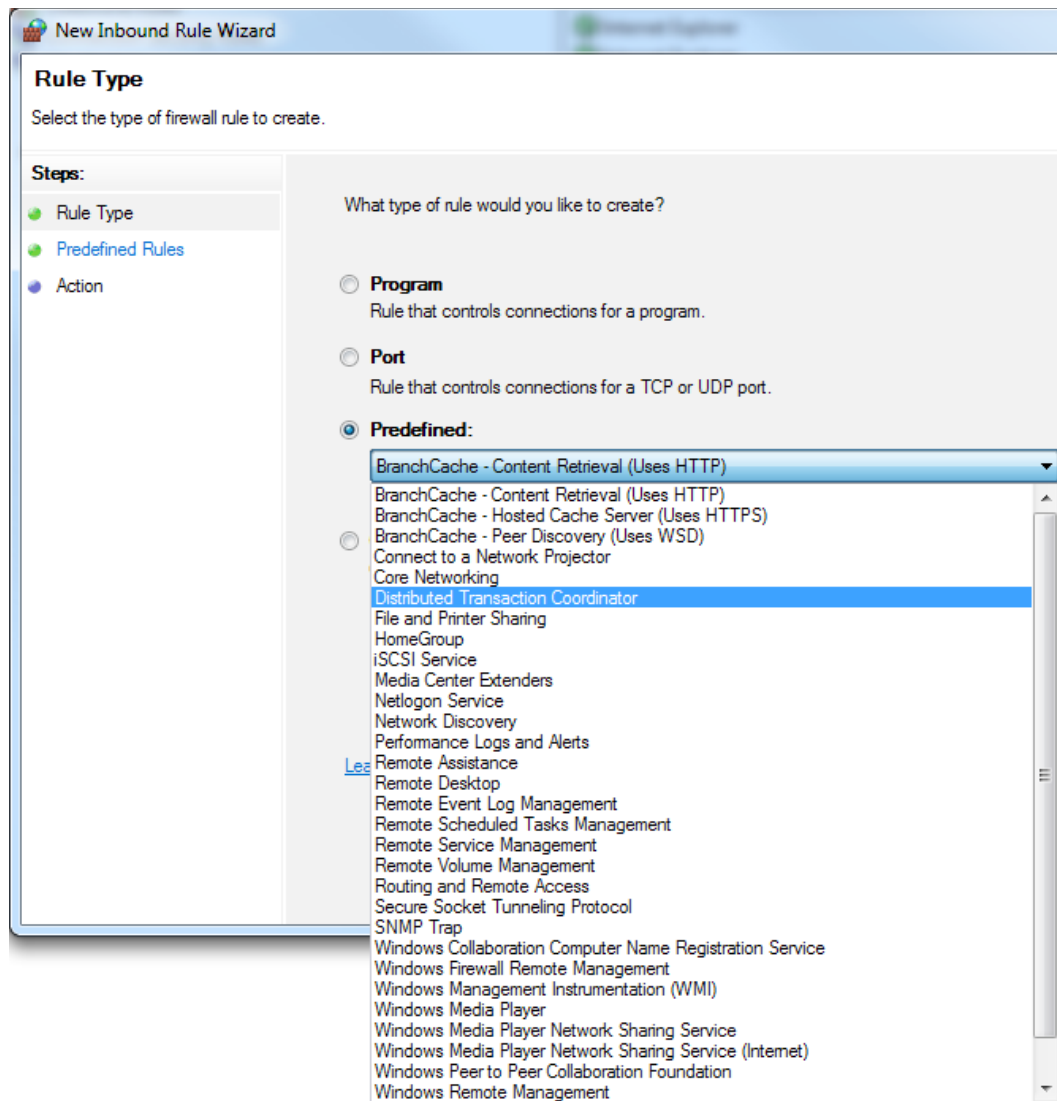 New Inbound Rule Wizard
Rule Type
Select the type of firewall rule to create.
Steps:
Rule Type
Predefined Rules
Action
What type of rule would you like to create?
Program
Rule that controls connections for a program.
Port
Rule that controls connections for a TCP or UDP port.
Predefined:
BranchCache - Content Retrieval (Uses HTTP)
BranchCache - Content Retrieval (Uses HTTP)
BranchCache - Hosted Cache Server (Uses HTTPS)
BranchCache - Peer Discovery (Uses WSD)
Connect to a Network Projector
Core Networking
Distributed Transaction Coordinator
File and Printer Sharing
HomeGroup
iSCSI Service
Media Center Extenders
Netlogon Service
Network Discovery
Performance Logs and Alerts
Lea
Remote Assistance
Remote Desktop
Remote Event Log Management
Remote Scheduled Tasks Management
Remote Service Management
Remote Volume Management
Routing and Remote Access
Secure Socket Tunneling Protocol
SNMP Trap
Windows Collaboration Computer Name Registration Service
Windows Firewall Remote Management
Windows Management Instrumentation (WMI)
Windows Media Player
Windows Media Player Network Sharing Service
Windows Media Player Network Sharing Service (Internet)
Windows Peer to Peer Collaboration Foundation
Windows Remote Management